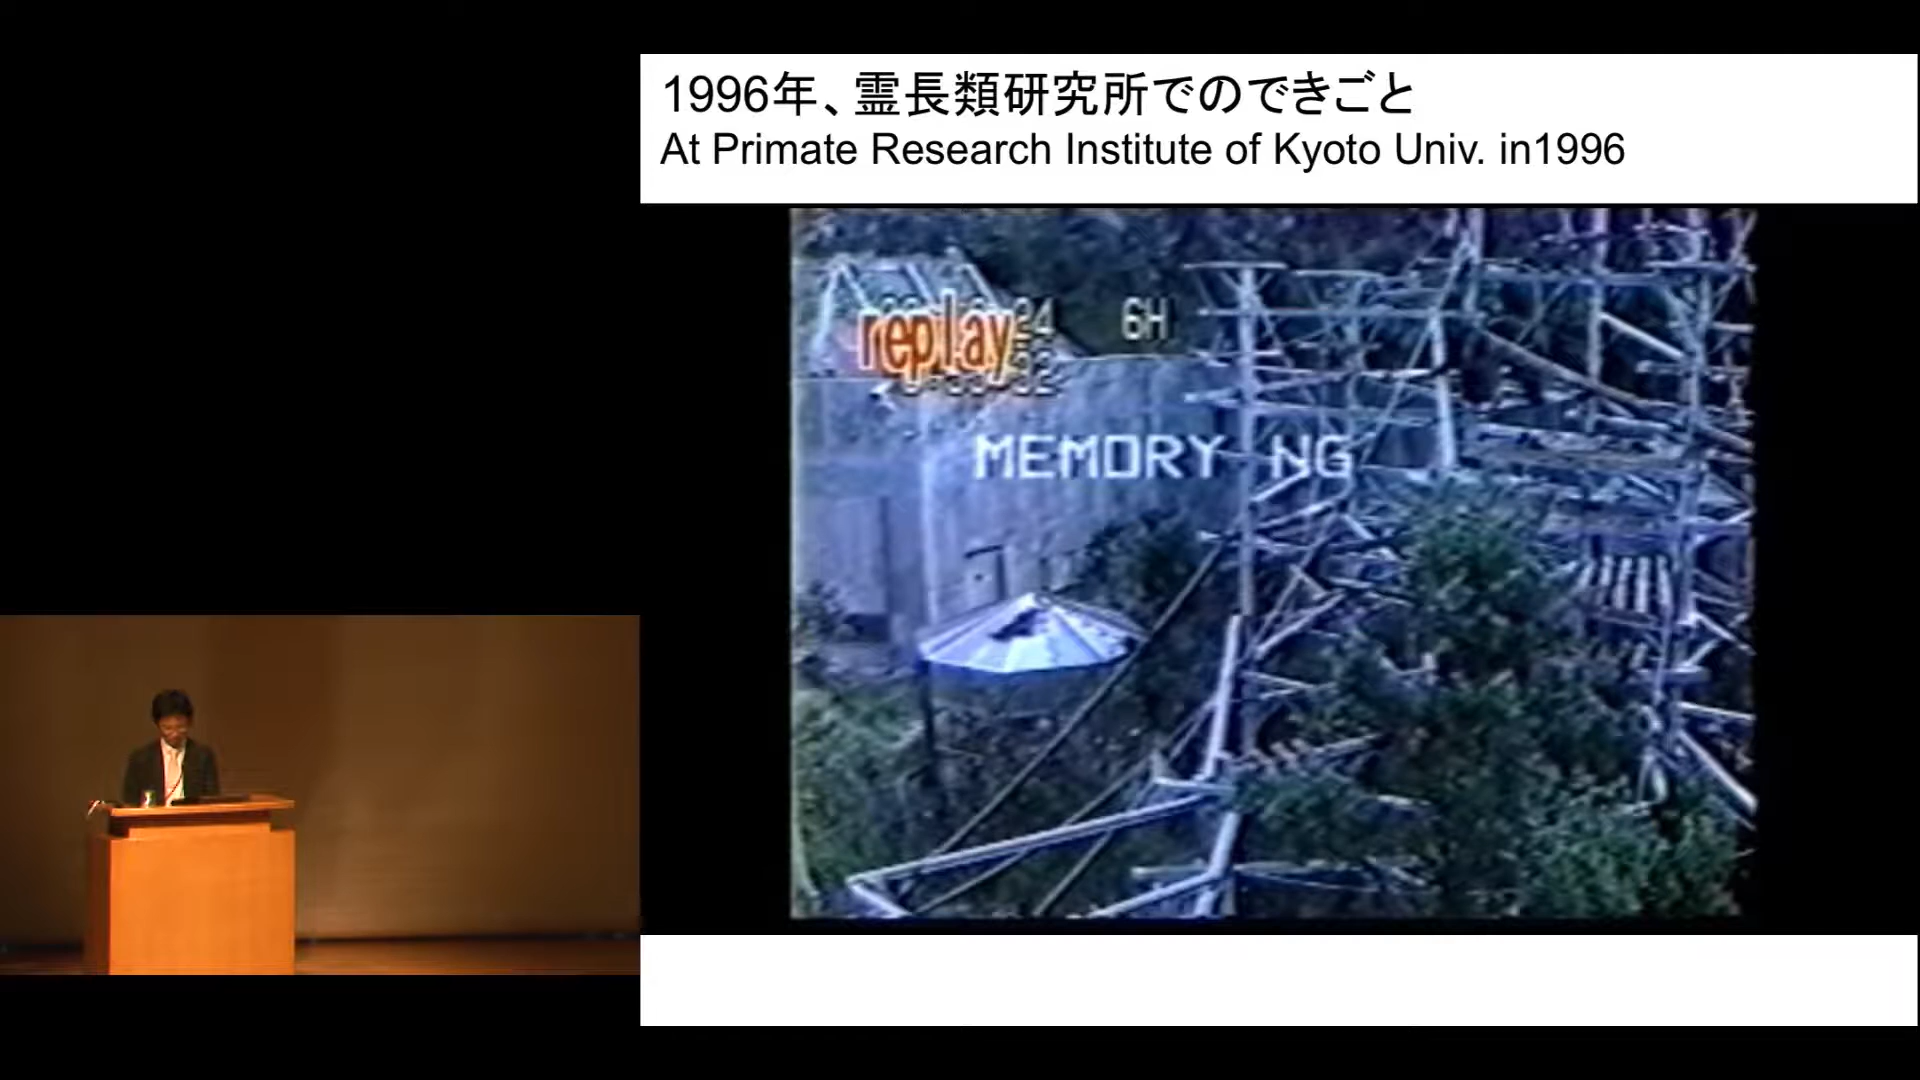 1996年、霊長類研究所でのできごと
At Primate Research Institute of Kyoto Univ. in1996
replay
24 6H
MEMORY NG